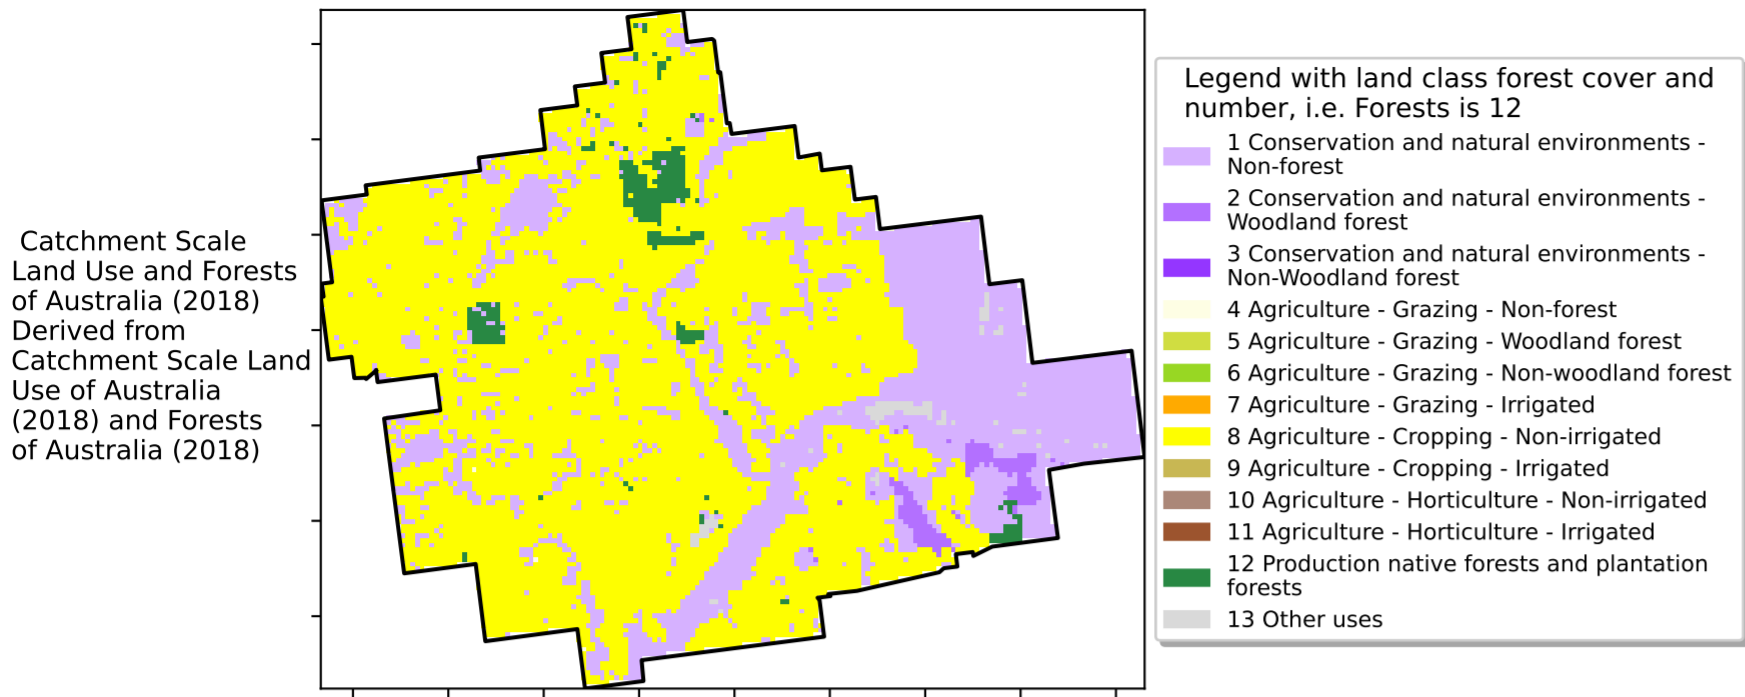 Catchment Scale
Land Use and Forests
of Australia (2018)
Derived from
Catchment Scale Land
Use of Australia
(2018) and Forests
of Australia (2018)
Legend with land class forest cover and
number, i.e. Forests is 12
1 Conservation and natural environments -
Non-forest
2 Conservation and natural environments -
Woodland forest
3 Conservation and natural environments -
Non-Woodland forest
4 Agriculture - Grazing - Non-forest
5 Agriculture - Grazing - Woodland forest
6 Agriculture - Grazing - Non-woodland forest
7 Agriculture - Grazing - Irrigated
8 Agriculture - Cropping - Non-irrigated
9 Agriculture - Cropping - Irrigated
10 Agriculture - Horticulture - Non-irrigated
11 Agriculture - Horticulture - Irrigated
12 Production native forests and plantation
forests
13 Other uses